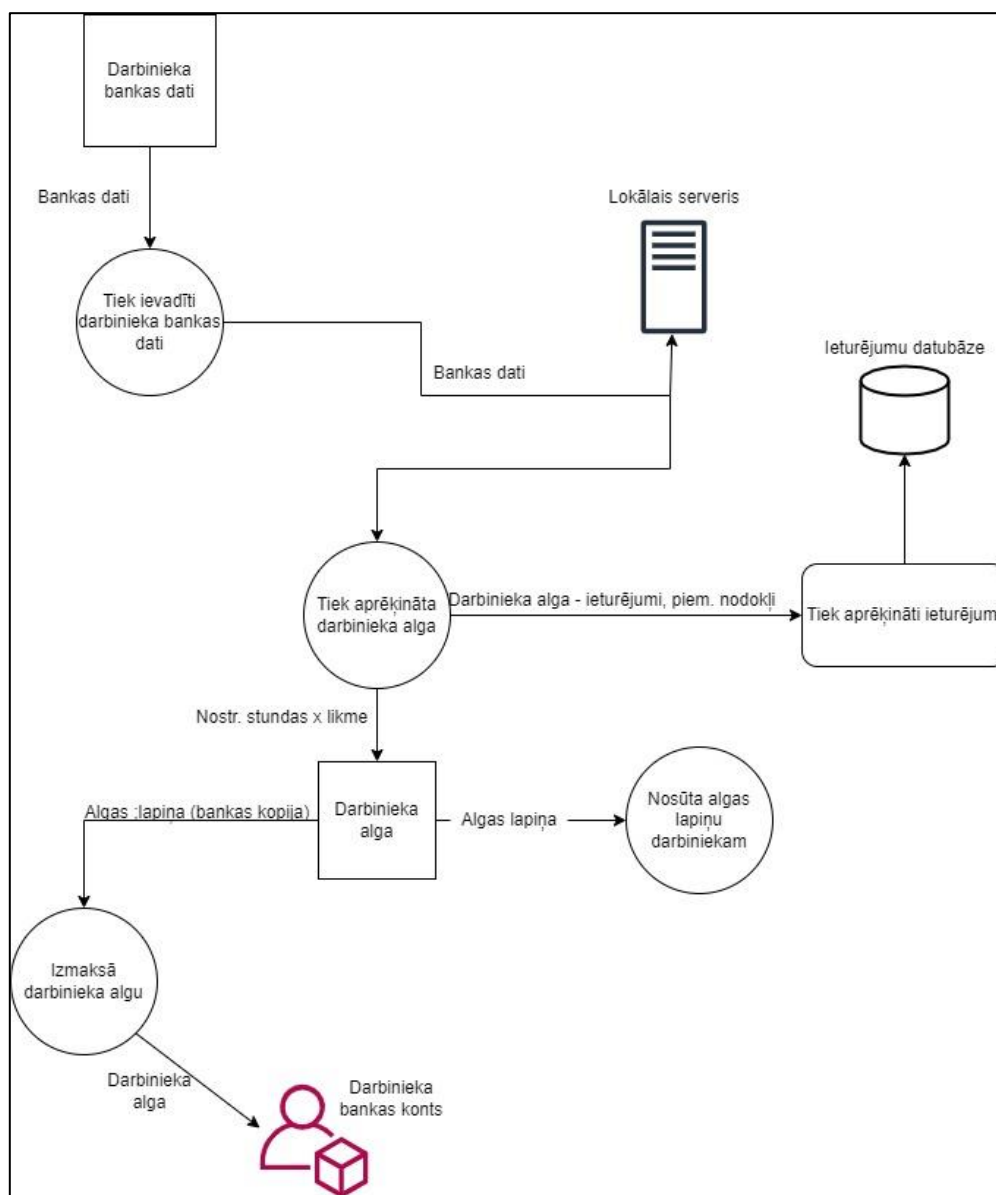 Darbinieka
bankas dati
Bankas dati
Lokālais serveris
Tiek ievadīti
darbinieka bankas
dati
Ieturējumu datubāze
Bankas dati
Tiek aprēķināta
darbinieka alga
Darbinieka alga - ieturējumi, piem. nodokļi
Tiek aprēķināti ieturējum
Nostr. stundas x likme
Algas ;lapiņa (bankas kopija)
Darbinieka
alga
Algas lapiņa
Nosūta algas
lapiņu
darbiniekam
Izmaksā
darbinieka algu
Darbinieka
alga
Darbinieka
bankas konts